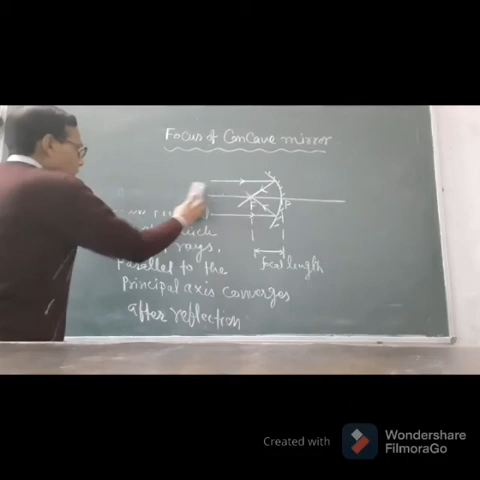 Focus of Concave mirror
F
P
which
rays.
focal length
Parallel to the
Principal axis converges
after reflection
Created with
Wondershare
FilmoraGo